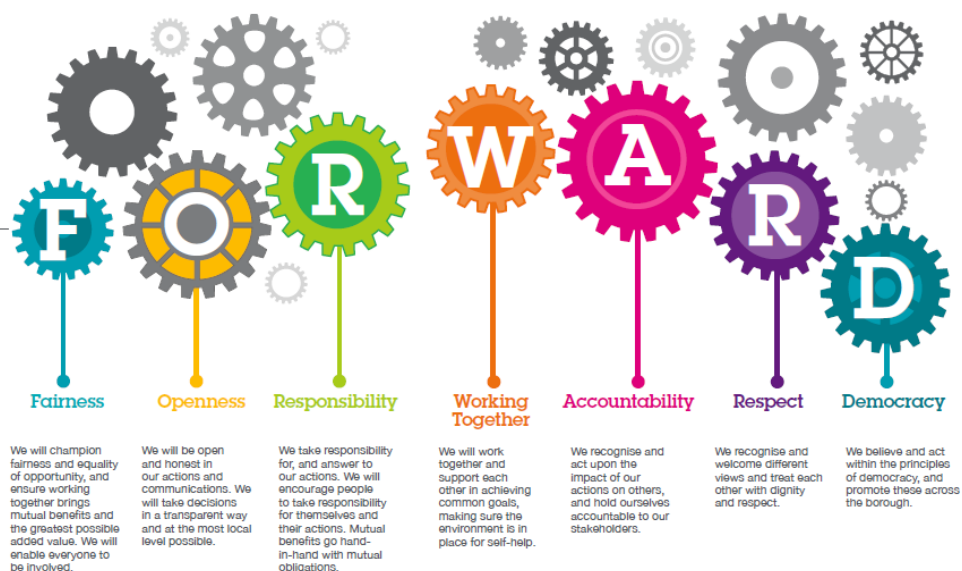 F
O
R
W
A
R
D
Fairness
We will champion
fairness and equality
of opportunity, and
ensure working
together brings
mutual benefits and
the greatest possible
added value. We will
enable everyone to
be involved.
Openness
We will be open
and honest in
our actions and
communications. We
will take decisions
in a transparent way
and at the most local
level possible.
Responsibility
We take responsibility
for, and answer to
our actions. We will
encourage people
to take responsibility
for themselves and
their actions. Mutual
benefits go hand-
in-hand with mutual
obligations.
Working
Together
We will work
together and
support each
other in achieving
common goals,
making sure the
environment is in
place for self-help.
Accountability
We recognise and
act upon the
impact of our
actions on others,
and hold ourselves
accountable to our
stakeholders.
Respect
We recognise and
welcome different
views and treat each
other with dignity
and respect.
Democracy
We believe and act
within the principles
of democracy, and
promote these across
the borough.